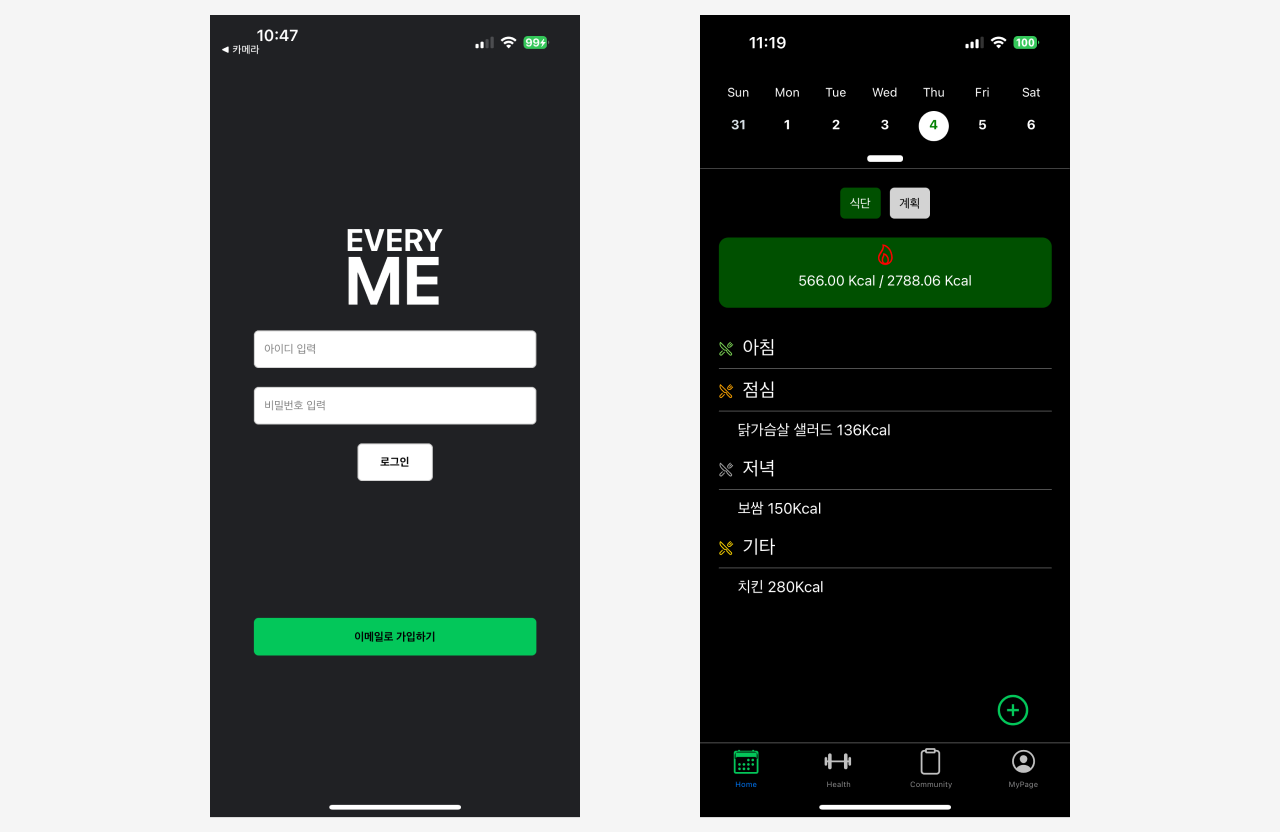 10:47
◀ 카메라
99
EVERY
ME
아이디 입력
비밀번호 입력
로그인
이메일로 가입하기
11:19
100
Sun Mon Tue Wed Thu Fri Sat
31 1 2 3 4 5 6
식단 계획
566.00 Kcal / 2788.06 Kcal
아침
점심
닭가슴살 샐러드 136Kcal
저녁
보쌈 150Kcal
기타
치킨 280Kcal
Home Health Community MyPage